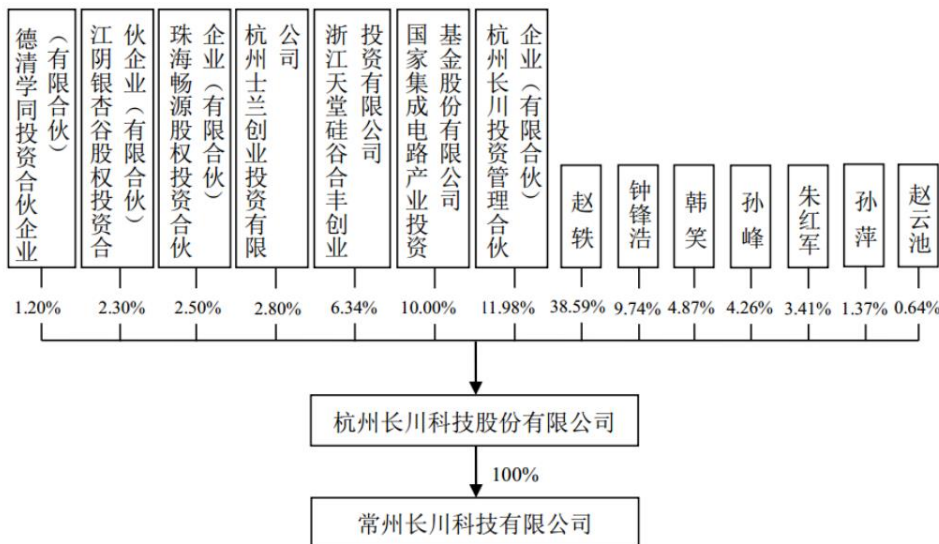 德清学同投资合伙企业
（有限合伙）
江阴银杏谷股权投资合
伙企业（有限合伙）
珠海畅源股权投资合伙
企业（有限合伙）
杭州士兰创业投资有限
公司
浙江天堂硅谷合丰创业
投资有限公司
国家集成电路产业投资
基金股份有限公司
杭州长川投资管理合伙
企业（有限合伙）
赵轶
钟锋浩
韩笑
孙峰
朱红军
孙萍
赵云池
1.20% 2.30% 2.50% 2.80% 6.34% 10.00% 11.98% 38.59% 9.74% 4.87% 4.26% 3.41% 1.37% 0.64%
杭州长川科技股份有限公司
100%
常州长川科技有限公司